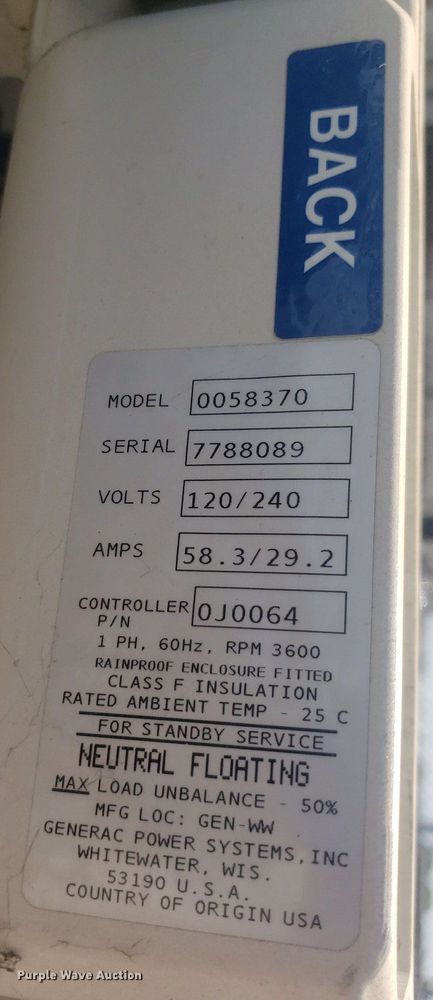 BACK
MODEL 0058370
SERIAL 7788089
VOLTS 120/240
AMPS 58.3/29.2
CONTROLLER 0J0064
P/N
1 PH, 60Hz, RPM 3600
RAINPROOF ENCLOSURE FITTED
CLASS F INSULATION
RATED AMBIENT TEMP - 25 C
FOR STANDBY SERVICE
NEUTRAL FLOATING
MAX LOAD UNBALANCE - 50%
MFG LOC: GEN-WW
GENERAC POWER SYSTEMS, INC
WHITEWATER, WIS.
53190 U.S.A.
COUNTRY OF ORIGIN USA
Purple Wave Auction